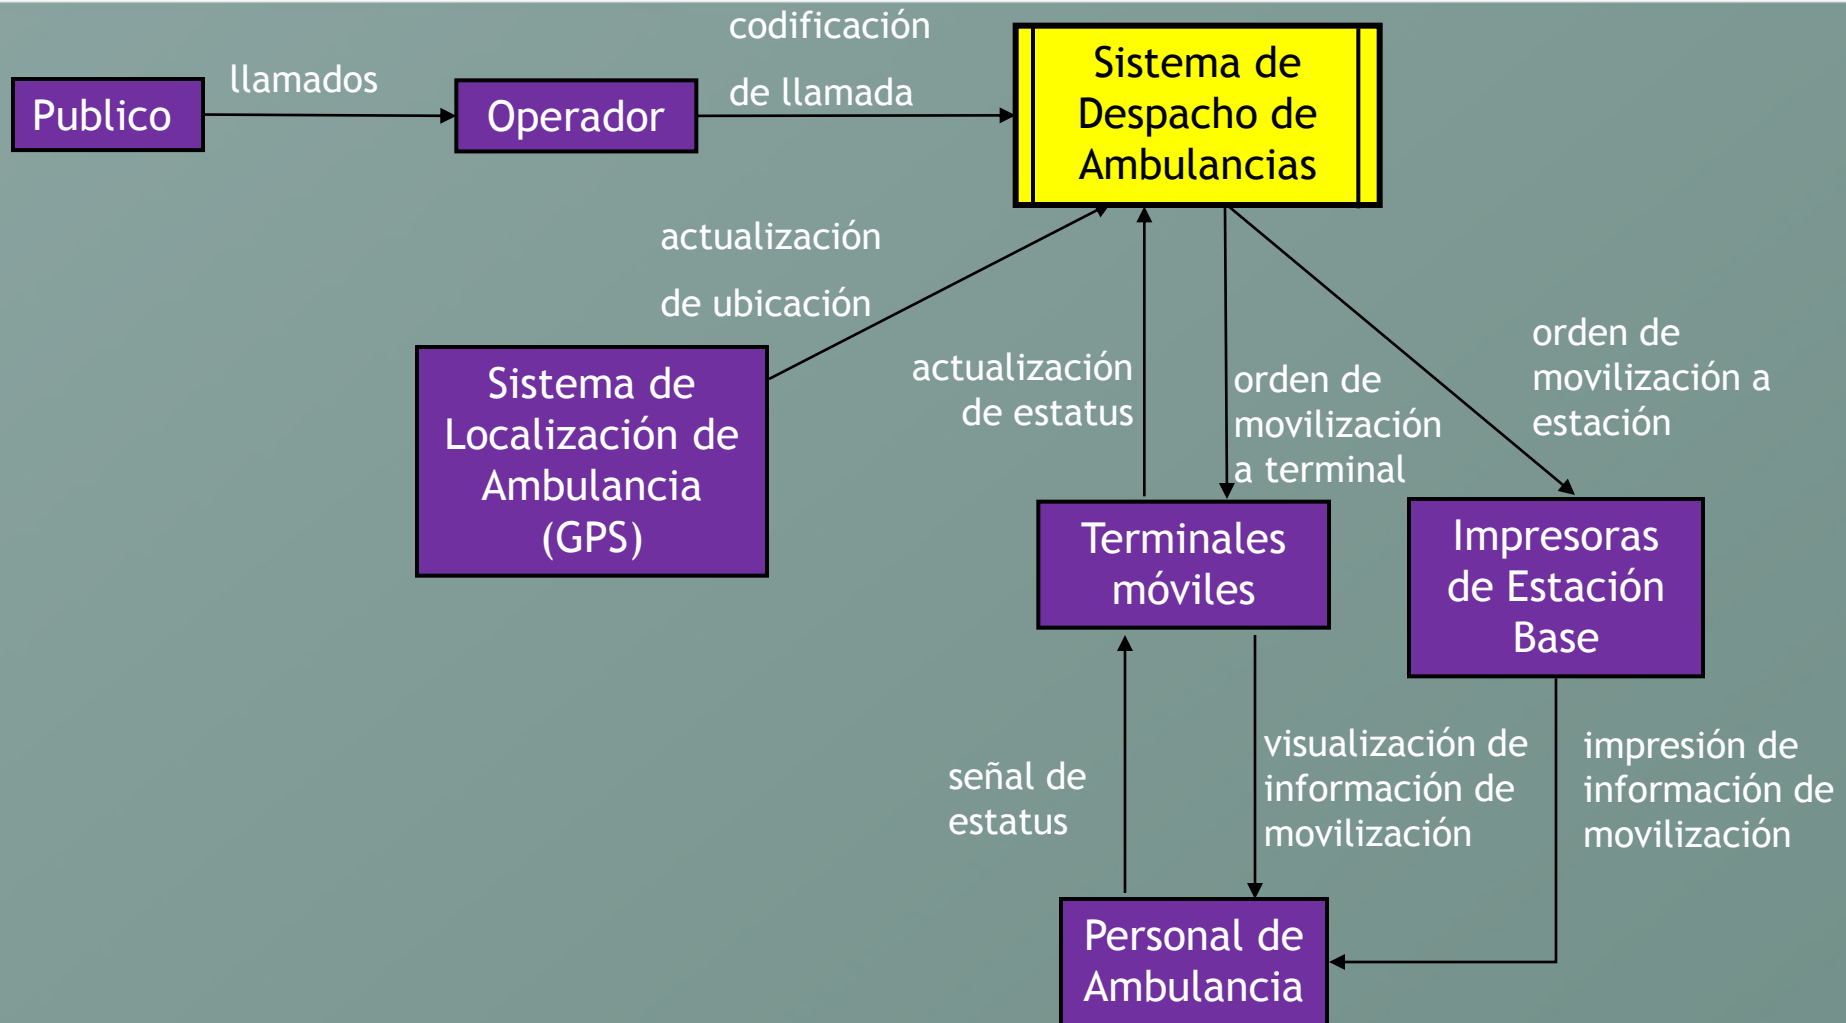 codificación
de llamada
llamados
Publico
Operador
Sistema de
Despacho de
Ambulancias
actualización
de ubicación
Sistema de
Localización de
Ambulancia
(GPS)
actualización
de estatus
orden de
movilización
a terminal
orden de
movilización a
estación
Terminales
móviles
Impresoras
de Estación
Base
señal de
estatus
visualización de
información de
movilización
impresión de
información de
movilización
Personal de
Ambulancia